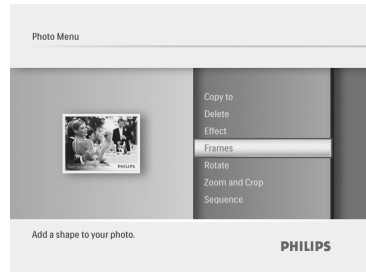 Photo Menu
Copy to
Delete
Effect
Frames
Rotate
Zoom and Crop
Sequence
PHILIPS
Add a shape to your photo.
PHILIPS